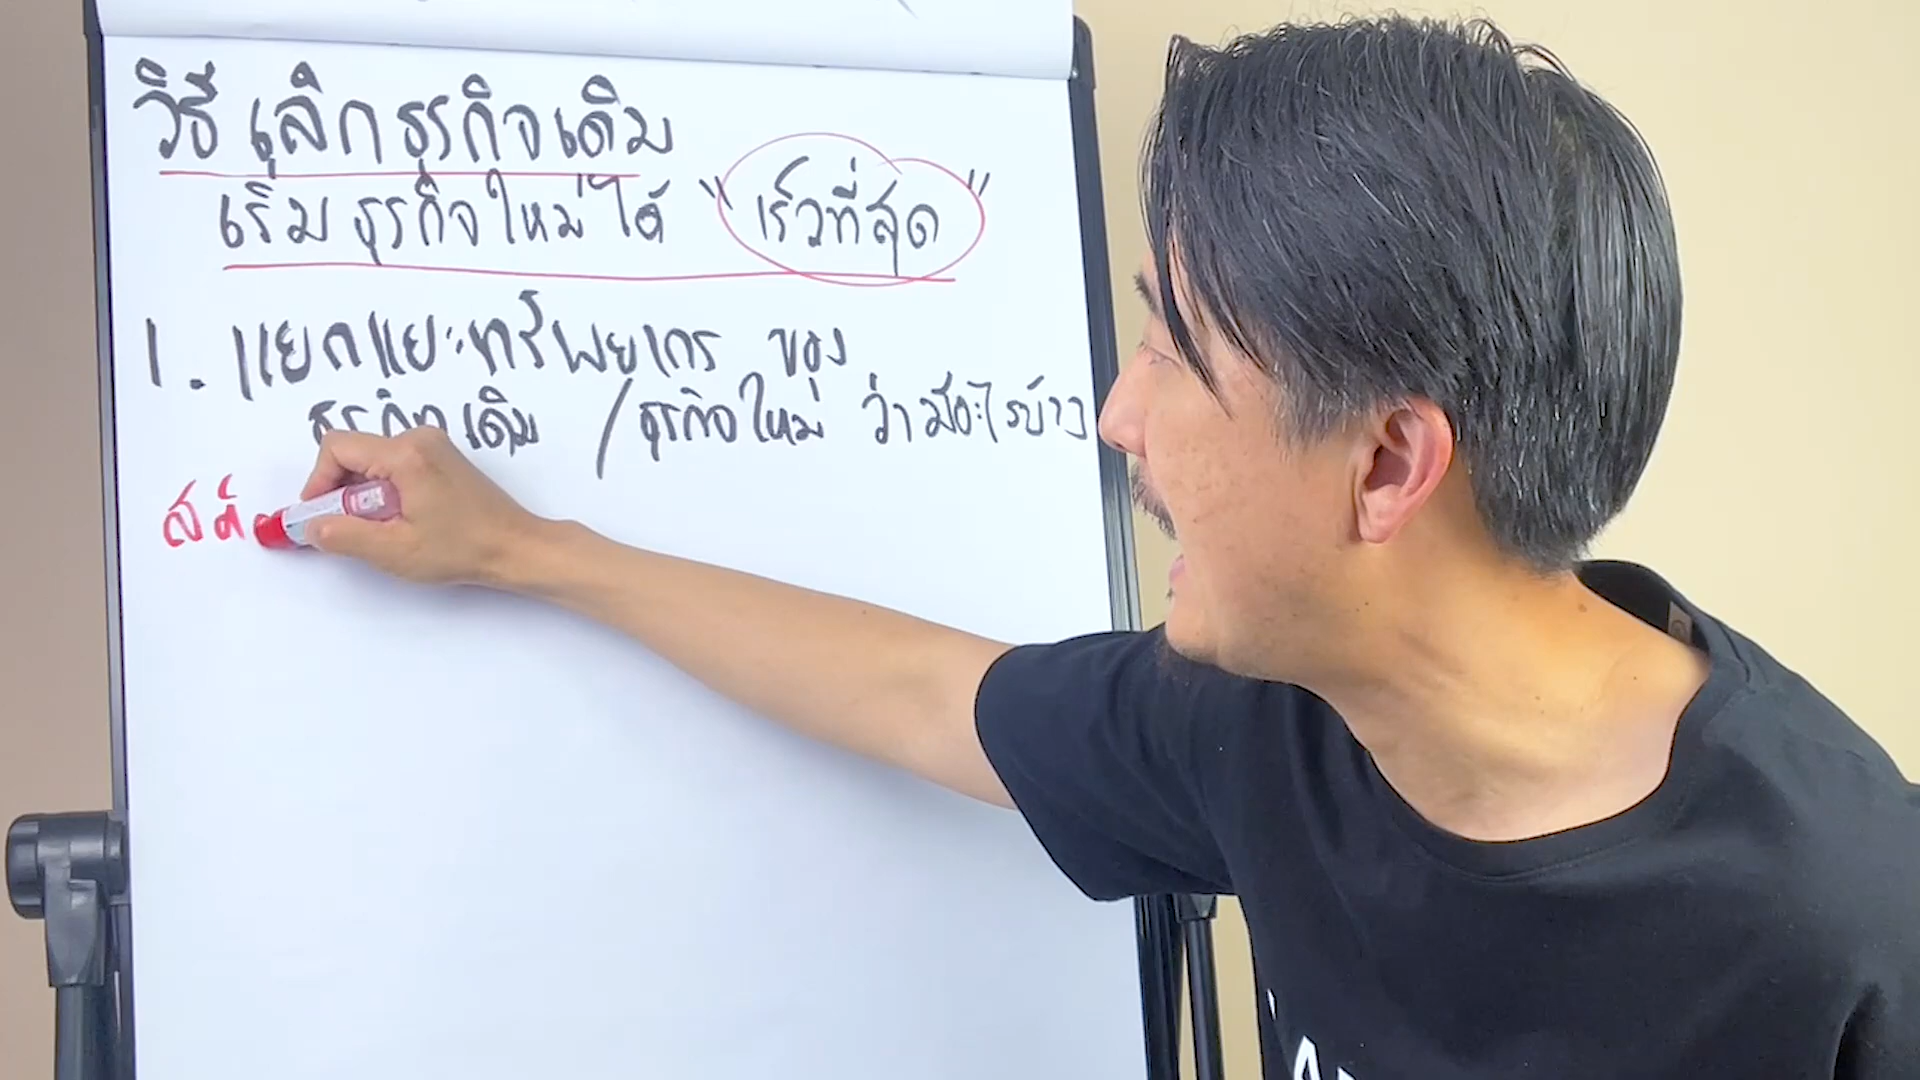 วิธีเลิกธุรกิจเดิม
เริ่มธุรกิจใหม่ได้ "เร็วที่สุด"
1. แยกแยะทรัพยากร ของ
ธุรกิจเดิม / ธุรกิจใหม่ ว่ามีอะไรบ้าง